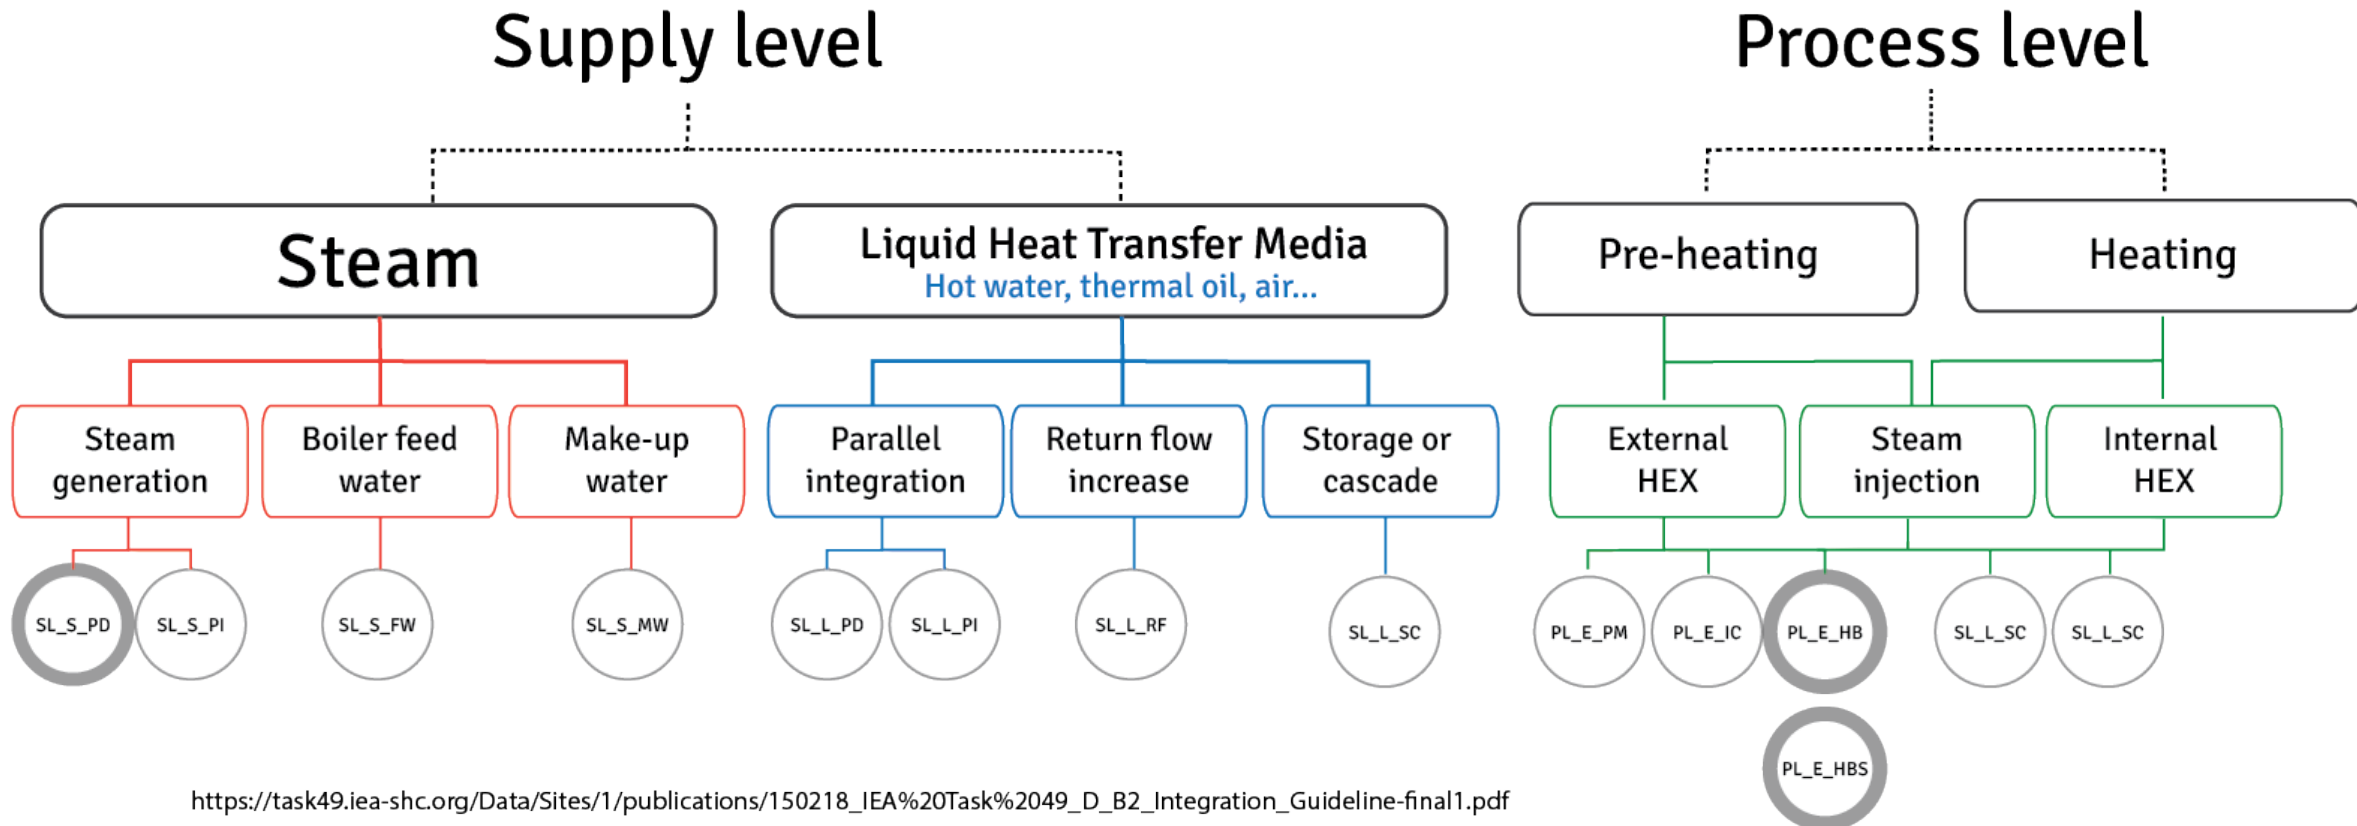 Supply level
Process level
Steam
Liquid Heat Transfer Media
Hot water, thermal oil, air...
Pre-heating
Heating
Steam
generation
Boiler feed
water
Make-up
water
Parallel
integration
Return flow
increase
Storage or
cascade
External
HEX
Steam
injection
Internal
HEX
SL_S_PD
SL_S_PI
SL_S_FW
SL_S_MW
SL_L_PD
SL_L_PI
SL_L_RF
SL_L_SC
PL_E_PM
PL_E_IC
PL_E_HB
SL_L_SC
SL_L_SC
PL_E_HBS
https://task49.iea-shc.org/Data/Sites/1/publications/150218_IEA%20Task%2049_D_B2_Integration_Guideline-final1.pdf